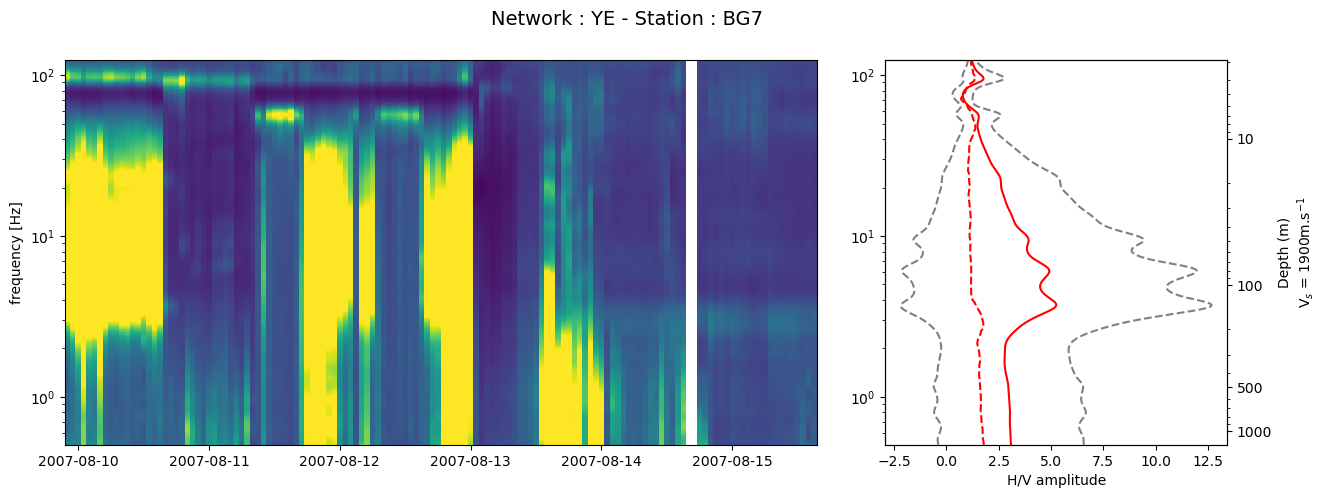 Network : YE - Station : BG7
frequency [Hz]
10²
10¹
10⁰
2007-08-10 2007-08-11 2007-08-12 2007-08-13 2007-08-14 2007-08-15
10²
10¹
10⁰
−2.5 0.0 2.5 5.0 7.5 10.0 12.5
H/V amplitude
10
100
500
1000
Depth (m)
Vₛ = 1900m.s⁻¹